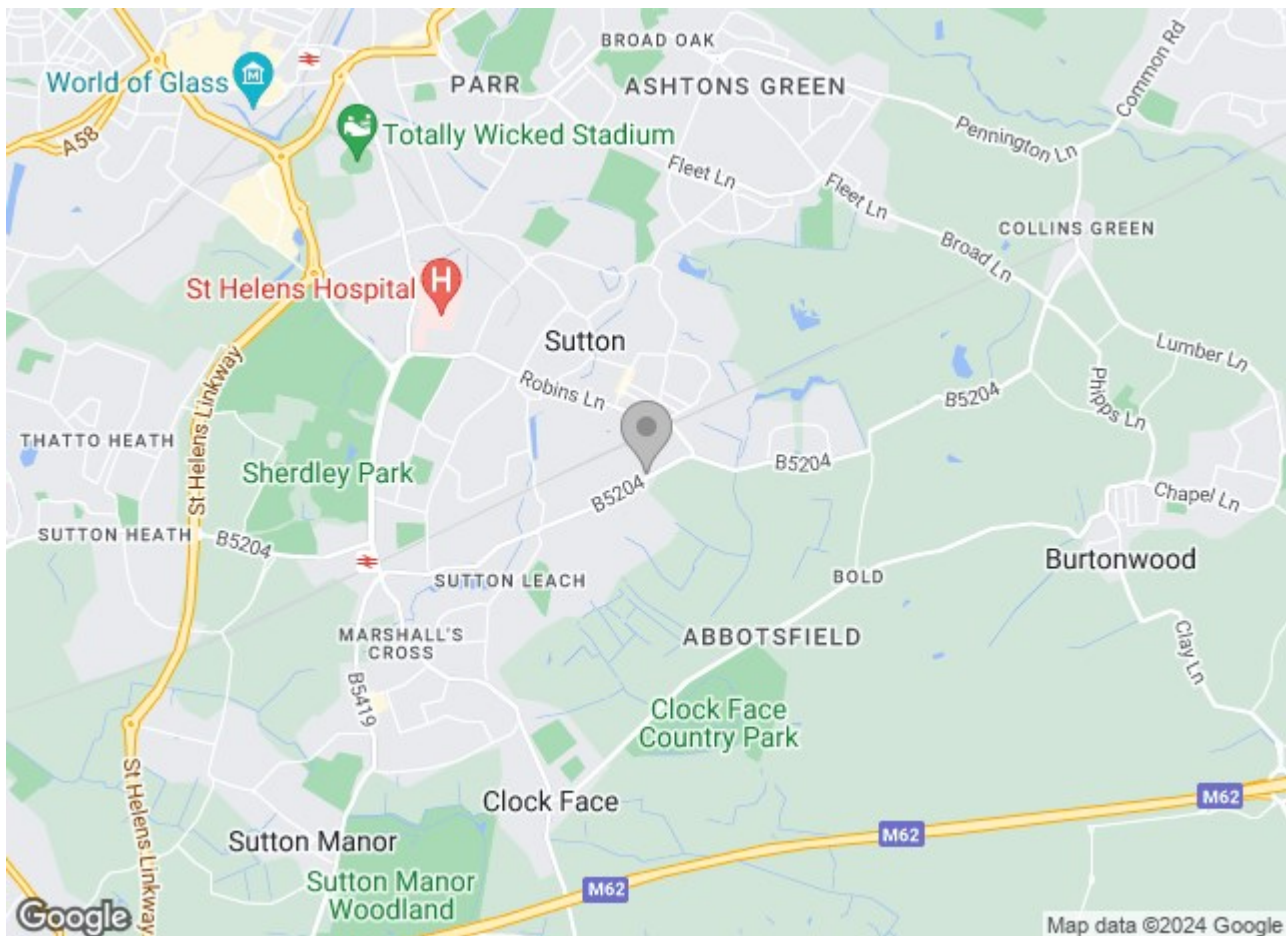 BROAD OAK
World of Glass
PARR
ASHTONS GREEN
Common Rd
A58
Totally Wicked Stadium
Pennington Ln
Fleet Ln
Fleet Ln
COLLINS GREEN
Broad Ln
St Helens Hospital
H
Sutton
Lumber Ln
St Helens Linkway
Robins Ln
Phipps Ln
B5204
THATTO HEATH
Sherdley Park
B5204
B5204
Chapel Ln
SUTTON HEATH
B5204
Burtonwood
SUTTON LEACH
BOLD
MARSHALL'S
CROSS
ABBOTSFIELD
Clay Ln
B5419
Clock Face
Country Park
St Helens Linkway
Clock Face
M62
M62
Sutton Manor
Sutton Manor
Woodland
M62
Google
Map data ©2024 Google